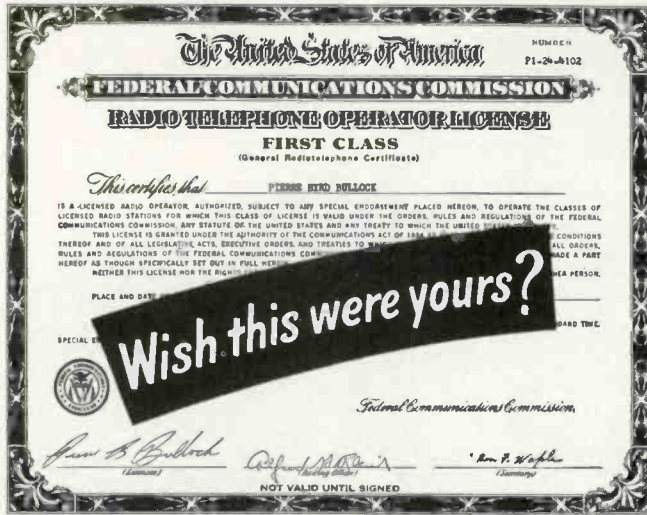 The United States of America
NUMBER
P1-24-4102
FEDERAL COMMUNICATIONS COMMISSION
RADIO TELEPHONE OPERATOR LICENSE
FIRST CLASS
(General Radiotelephone Certificate)
This certifies that PIERRE BYRD BULLOCK
IS A LICENSED RADIO OPERATOR, AUTHORIZED, SUBJECT TO ANY SPECIAL ENDORSEMENT PLACED HEREON, TO OPERATE THE CLASSES OF
LICENSED RADIO STATIONS FOR WHICH THIS CLASS OF LICENSE IS VALID UNDER THE ORDERS, RULES AND REGULATIONS OF THE FEDERAL
COMMUNICATIONS COMMISSION, ANY STATUTE OF THE UNITED STATES AND ANY TREATY TO WHICH THE UNITED
THIS LICENSE IS GRANTED UNDER THE AUTHORITY OF THE COMMUNICATIONS ACT OF 1934 CONDITIONS
THEREOF AND OF ALL LEGISLATIVE ACTS, EXECUTIVE ORDERS, AND TREATIES TO ALL ORDERS,
RULES AND REGULATIONS OF THE FEDERAL COMMUNICATIONS MADE A PART
HEREOF AS THOUGH SPECIFICALLY SET OUT IN FULL
NEITHER THIS LICENSE NOR THE PERSON.
PLACE AND
TIME.
SPECIAL
Wish this were yours?
Federal Communications Commission
Bullock
(Licensee) (Issuing Officer) (Secretary)
NOT VALID UNTIL SIGNED